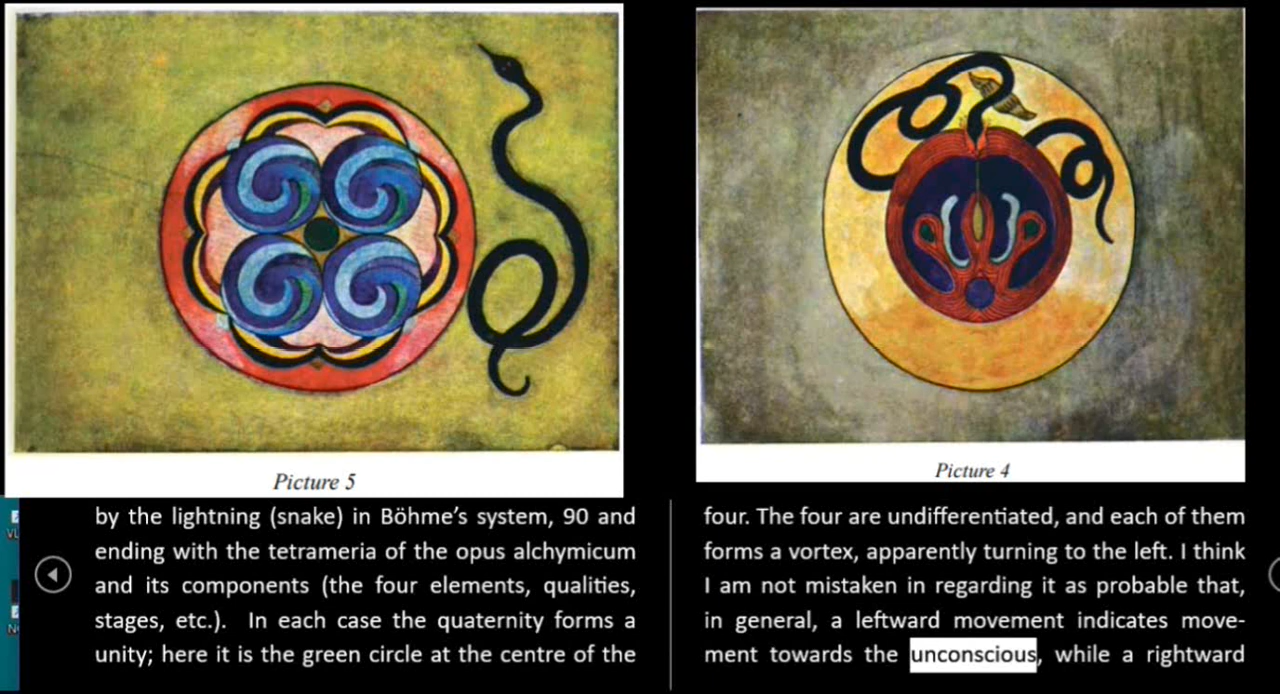 Picture 5
Picture 4
by the lightning (snake) in Böhme’s system, 90 and
ending with the tetrameria of the opus alchymicum
and its components (the four elements, qualities,
stages, etc.). In each case the quaternity forms a
unity; here it is the green circle at the centre of the
four. The four are undifferentiated, and each of them
forms a vortex, apparently turning to the left. I think
I am not mistaken in regarding it as probable that,
in general, a leftward movement indicates move-
ment towards the unconscious, while a rightward